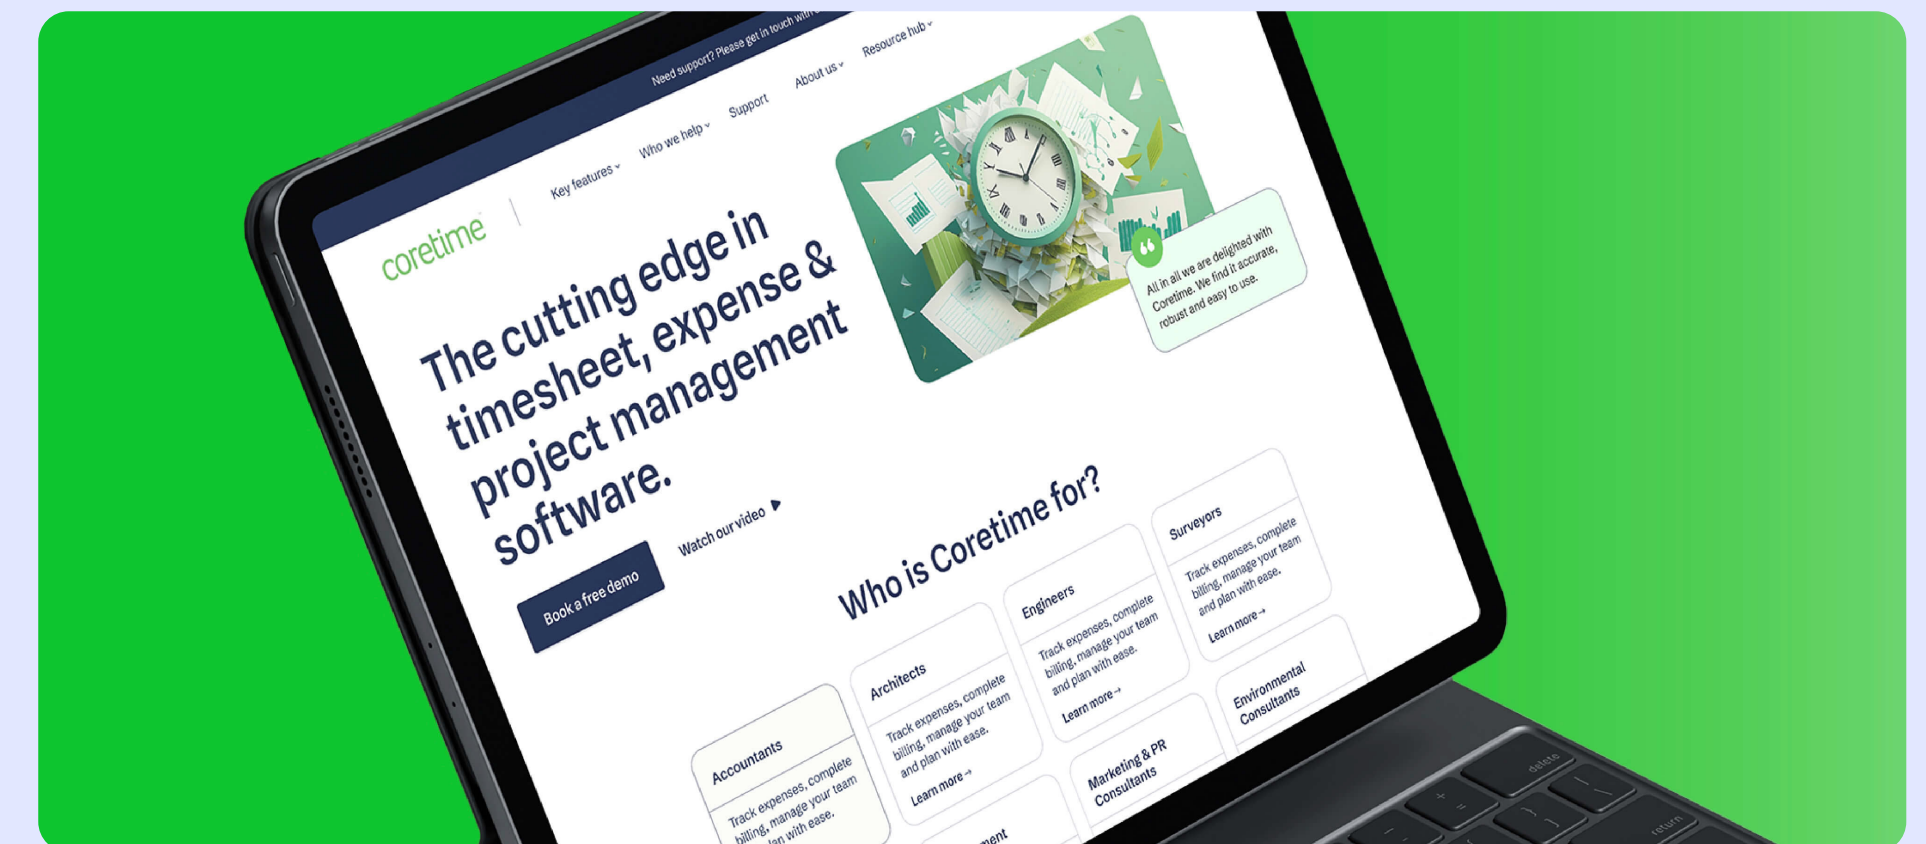 Need support? Please get in touch with
coretime
Key features
Who we help
Support
About us
Resource hub
The cutting edge in
timesheet, expense &
project management
software.
Book a free demo
Watch our video
All in all we are delighted with
Coretime. We find it accurate,
robust and easy to use.
Who is Coretime for?
Accountants
Track expenses, complete
billing, manage your team
plan with ease.
Architects
Track expenses, complete
billing, manage your team
and plan with ease.
Learn more→
Engineers
Track expenses, complete
billing, manage your team
and plan with ease.
Learn more→
Surveyors
Track expenses, complete
billing, manage your team
and plan with ease.
Learn more→
Marketing & PR
Consultants
Environmental
Consultants
delete
return